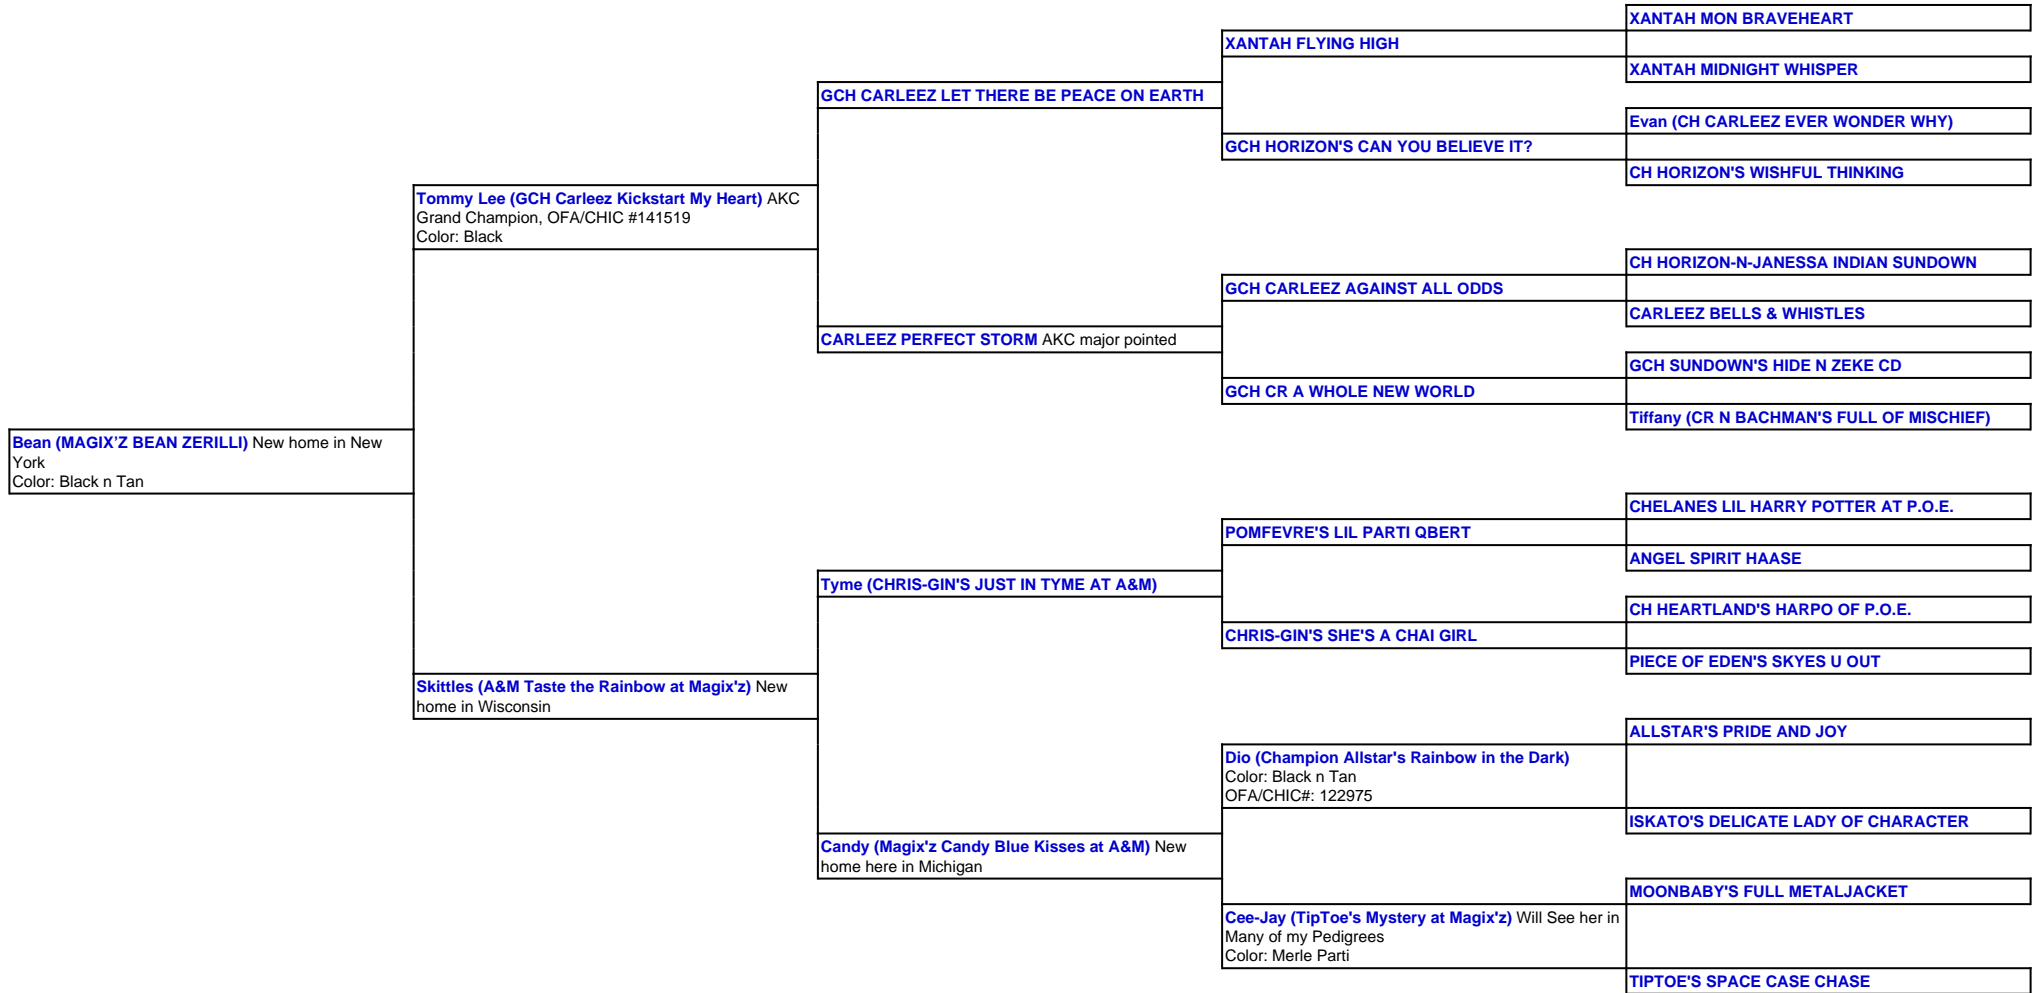 XANTAH MON BRAVEHEART
XANTAH FLYING HIGH
XANTAH MIDNIGHT WHISPER
GCH CARLEEZ LET THERE BE PEACE ON EARTH
Evan (CH CARLEEZ EVER WONDER WHY)
GCH HORIZON'S CAN YOU BELIEVE IT?
CH HORIZON'S WISHFUL THINKING
Tommy Lee (GCH Carleez Kickstart My Heart) AKC
Grand Champion, OFA/CHIC #141519
Color: Black
CH HORIZON-N-JANESSA INDIAN SUNDOWN
GCH CARLEEZ AGAINST ALL ODDS
CARLEEZ BELLS & WHISTLES
CARLEEZ PERFECT STORM AKC major pointed
GCH SUNDOWN'S HIDE N ZEKE CD
GCH CR A WHOLE NEW WORLD
Tiffany (CR N BACHMAN'S FULL OF MISCHIEF)
Bean (MAGIX’Z BEAN ZERILLI) New home in New
York
Color: Black n Tan
CHELANES LIL HARRY POTTER AT P.O.E.
POMFEVRE'S LIL PARTI QBERT
ANGEL SPIRIT HAASE
Tyme (CHRIS-GIN'S JUST IN TYME AT A&M)
CH HEARTLAND'S HARPO OF P.O.E.
CHRIS-GIN'S SHE'S A CHAI GIRL
PIECE OF EDEN'S SKYES U OUT
Skittles (A&M Taste the Rainbow at Magix'z) New
home in Wisconsin
ALLSTAR'S PRIDE AND JOY
Dio (Champion Allstar's Rainbow in the Dark)
Color: Black n Tan
OFA/CHIC#: 122975
ISKATO'S DELICATE LADY OF CHARACTER
Candy (Magix'z Candy Blue Kisses at A&M) New
home here in Michigan
MOONBABY'S FULL METALJACKET
Cee-Jay (TipToe's Mystery at Magix'z) Will See her in
Many of my Pedigrees
Color: Merle Parti
TIPTOE'S SPACE CASE CHASE